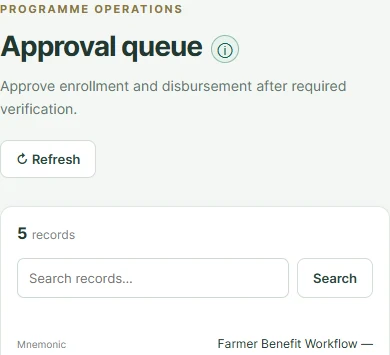 PROGRAMME OPERATIONS
Approval queue ⓘ
Approve enrollment and disbursement after required
verification.
↻ Refresh
5 records
Search records... Search
Mnemonic Farmer Benefit Workflow —